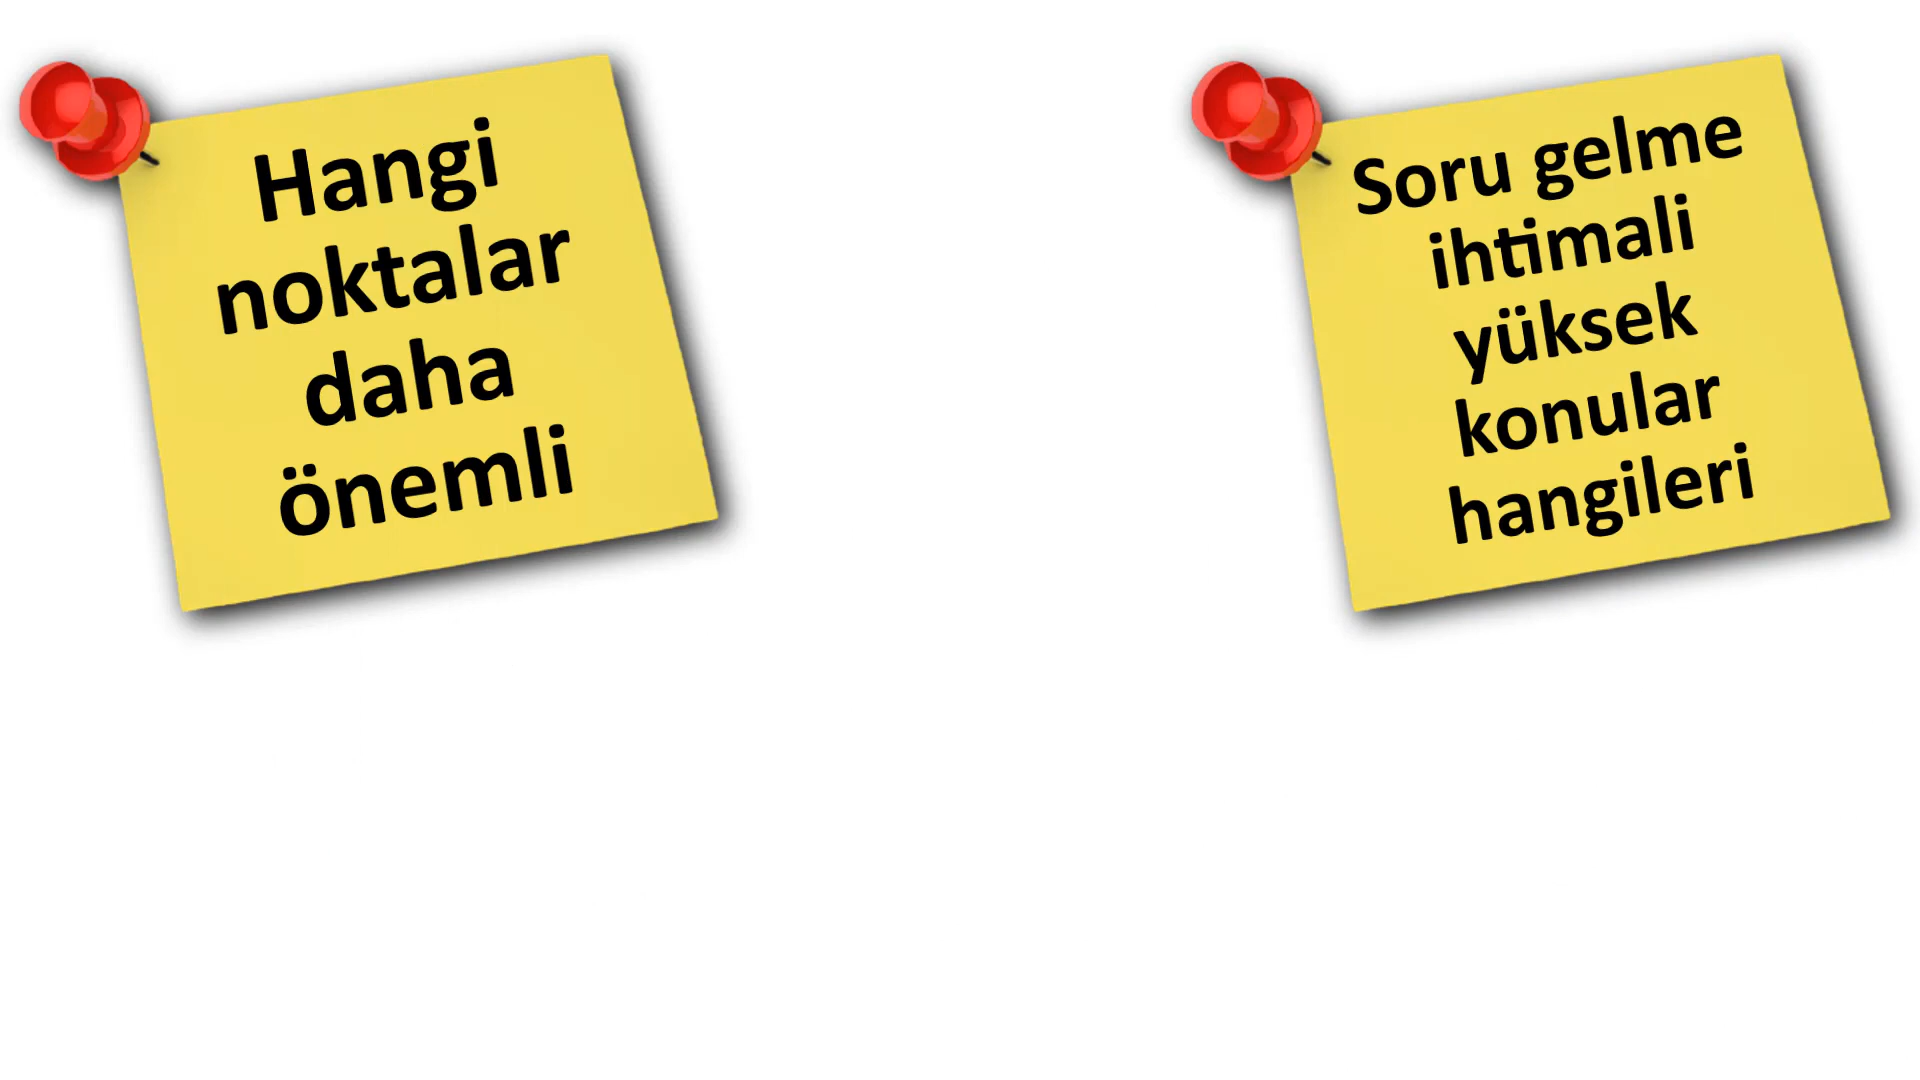 Hangi
noktalar
daha
önemli
Soru gelme
ihtimali
yüksek
konular
hangileri